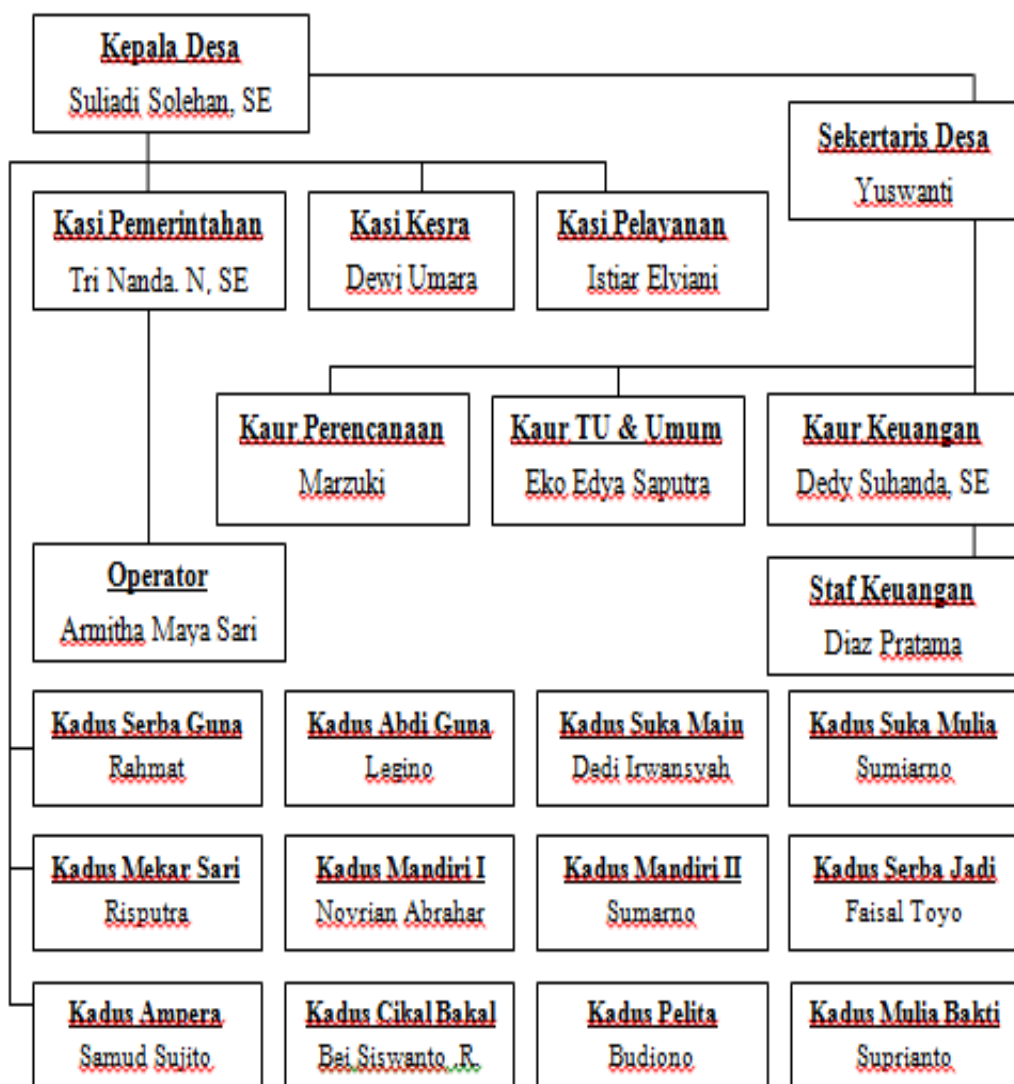 Kepala Desa
Suliadi Solehan, SE
Sekertaris Desa
Yuswanti
Kasi Pemerintahan
Tri Nanda. N, SE
Kasi Kesra
Dewi Umara
Kasi Pelayanan
Istiar Elviani
Kaur Perencanaan
Marzuki
Kaur TU & Umum
Eko Edya Saputra
Kaur Keuangan
Dedy Suhanda, SE
Operator
Armitha Maya Sari
Staf Keuangan
Diaz Pratama
Kadus Serba Guna
Rahmat
Kadus Abdi Guna
Legino
Kadus Suka Maju
Dedi Irwansyah
Kadus Suka Mulia
Sumiarno
Kadus Mekar Sari
Risputra
Kadus Mandiri I
Novrian Abrahar
Kadus Mandiri II
Sumarno
Kadus Serba Jadi
Faisal Toyo
Kadus Ampera
Samud Sujito
Kadus Cikal Bakal
Bei Siswanto .R.
Kadus Pelita
Budiono
Kadus Mulia Bakti
Suprianto